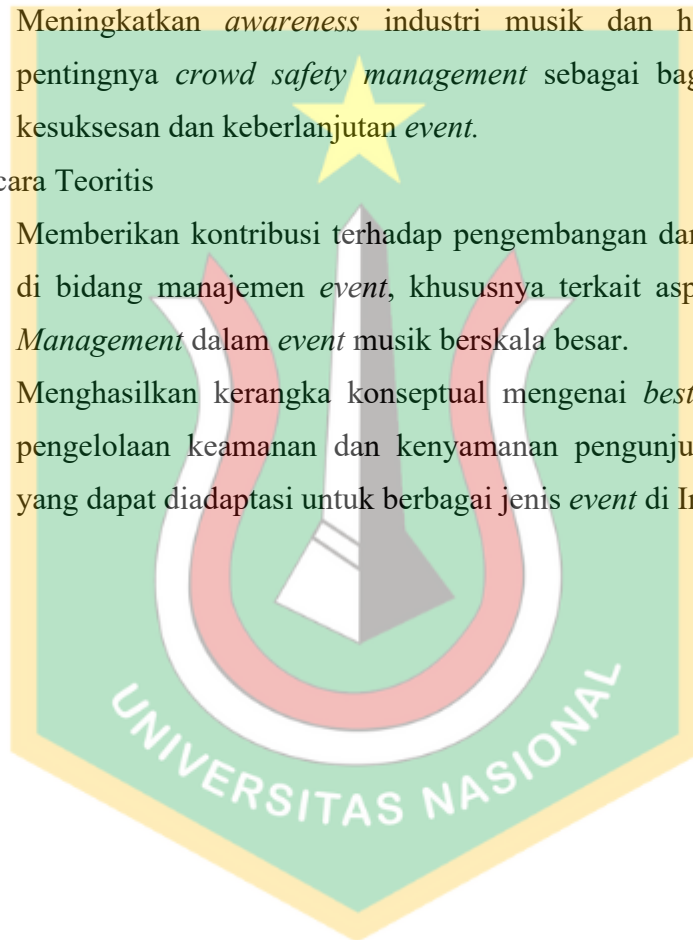 Meningkatkan awareness industri musik dan h
pentingnya crowd safety management sebagai bag
kesuksesan dan keberlanjutan event.
cara Teoritis
Memberikan kontribusi terhadap pengembangan dan
di bidang manajemen event, khususnya terkait asp
Management dalam event musik berskala besar.
Menghasilkan kerangka konseptual mengenai best
pengelolaan keamanan dan kenyamanan pengunju
yang dapat diadaptasi untuk berbagai jenis event di In
UNIVERSITAS NASIONAL